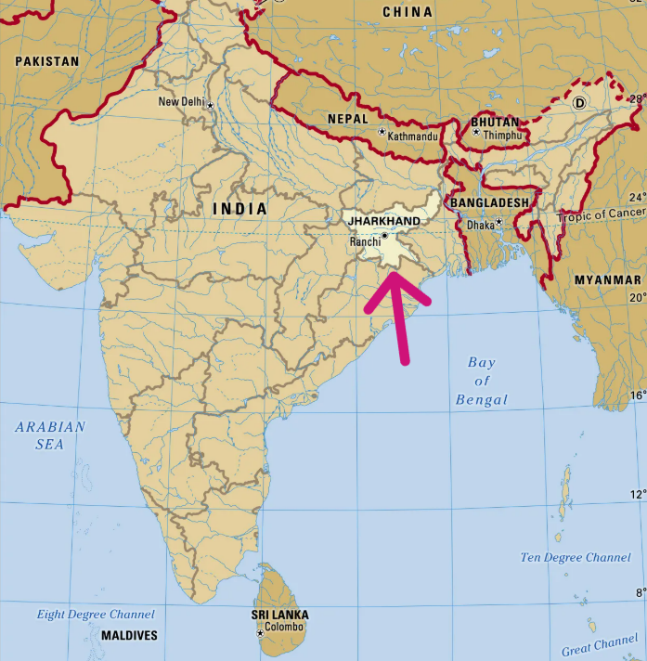 CHINA
PAKISTAN
New Delhi
D
28°
NEPAL
BHUTAN
Kathmandu
Thimphu
24°
INDIA
BANGLADESH
JHARKHAND
Tropic of Cancer
Dhaka
Ranchi
MYANMAR
20°
Bay
of
Bengal
16°
ARABIAN
SEA
12°
Ten Degree Channel
8°
Eight Degree Channel
SRI LANKA
Colombo
MALDIVES
Great Channel